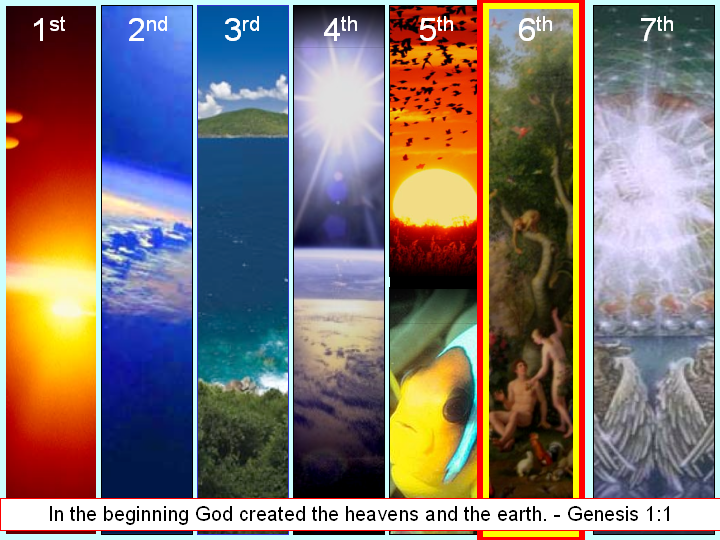 1st 2nd 3rd 4th 5th 6th 7th
In the beginning God created the heavens and the earth. - Genesis 1:1